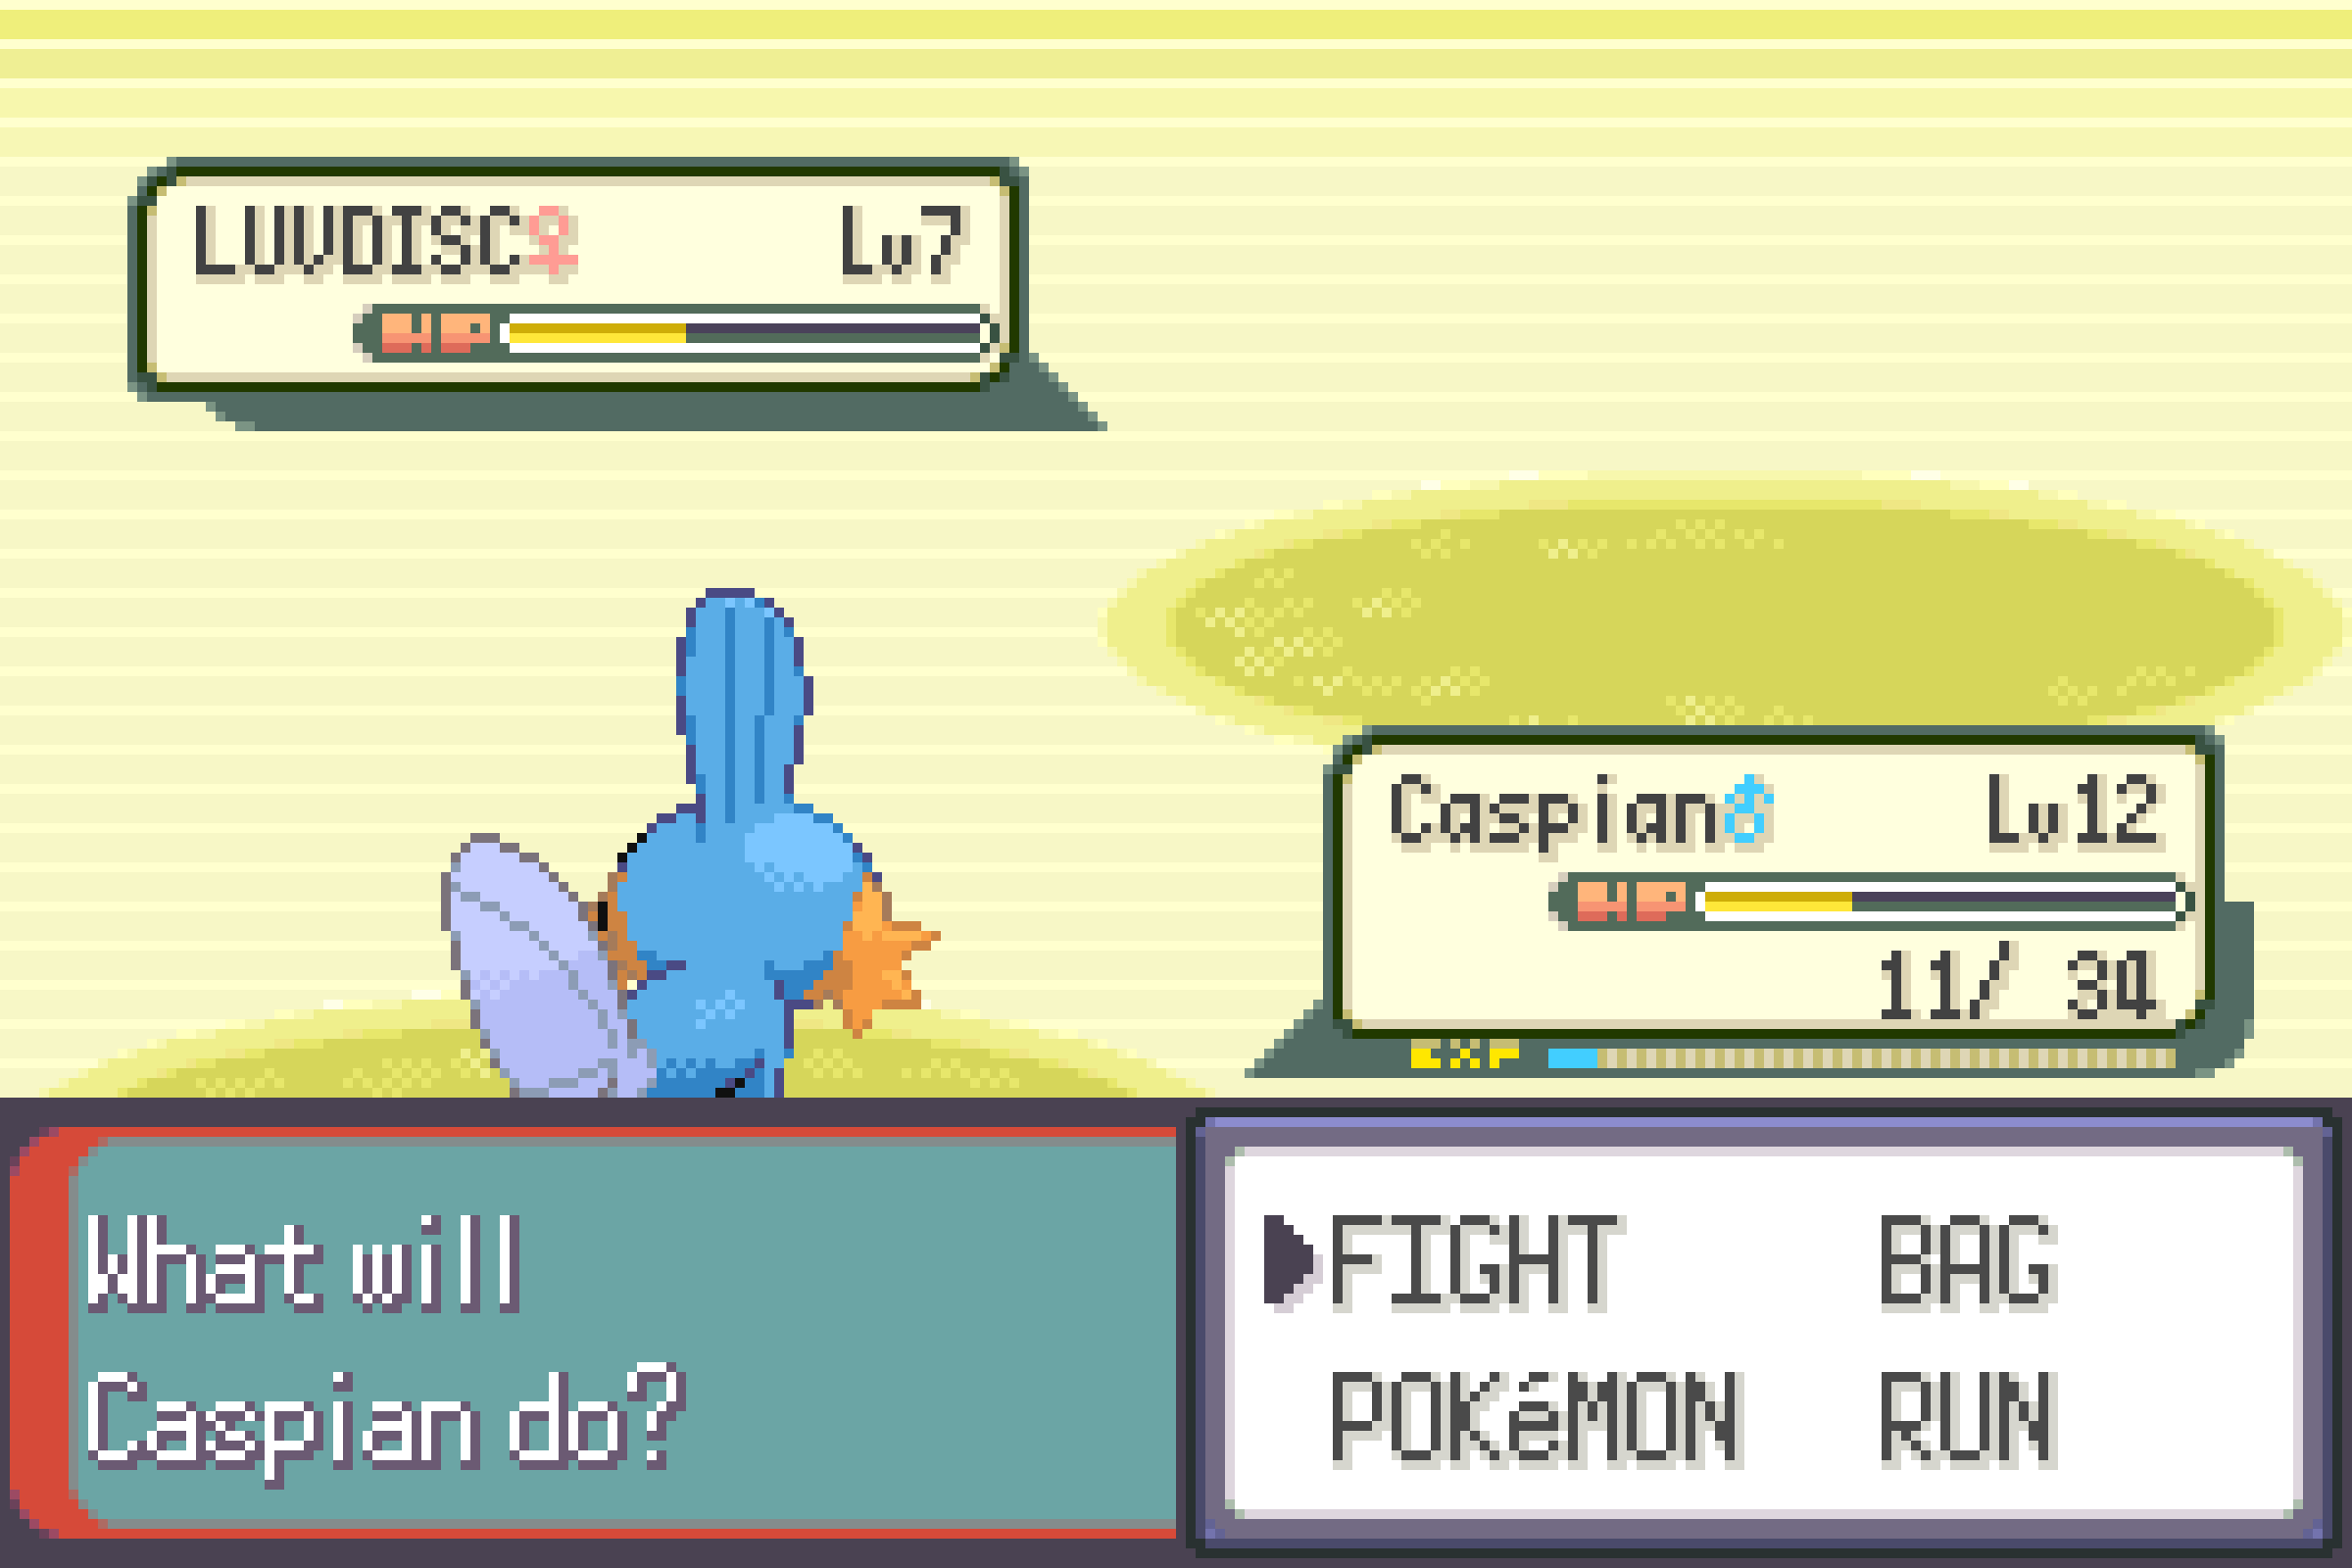 LUVDISC♀ Lv7
HP
Caspian♂ Lv12
HP
11/ 34
EXP
What will
Caspian do?
▶FIGHT BAG
POKéMON RUN